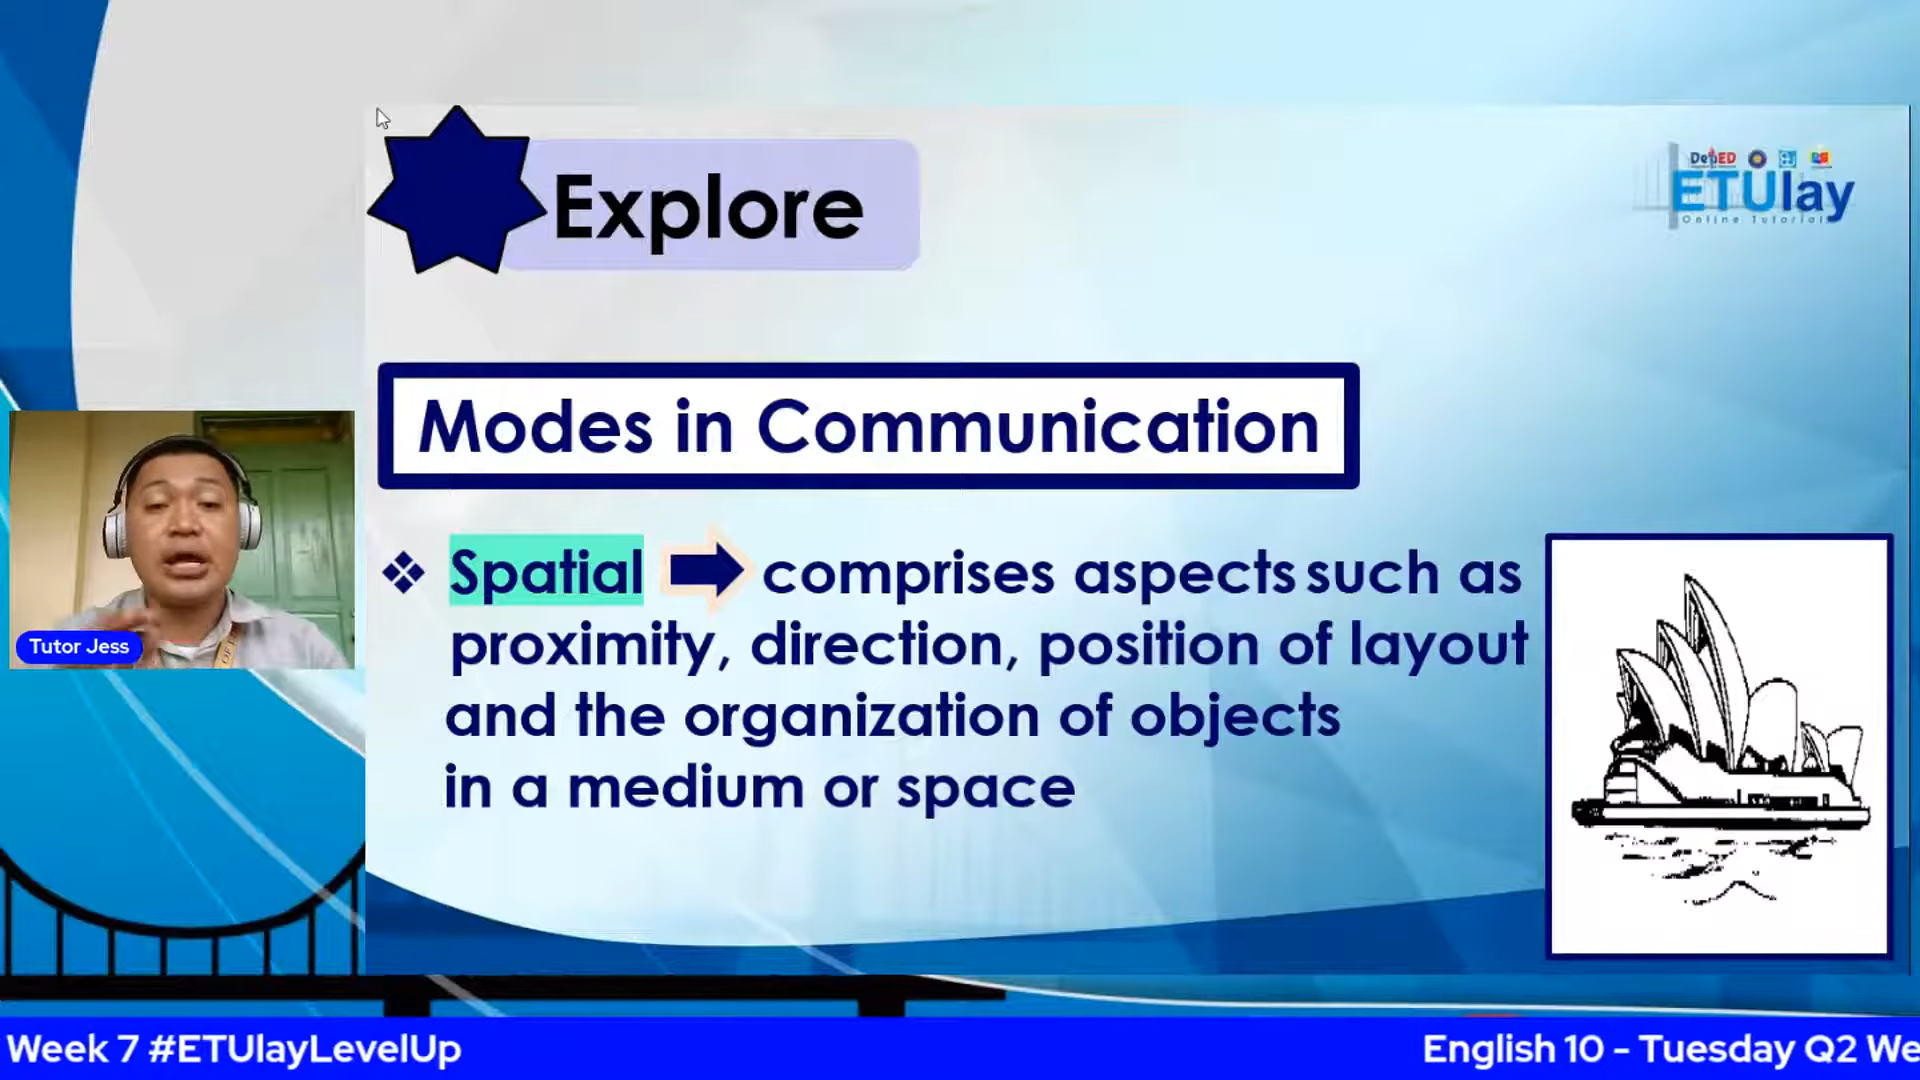 Explore
DepED
ETUlay
Online Tutorial
Modes in Communication
Spatial comprises aspects such as
proximity, direction, position of layout
and the organization of objects
in a medium or space
Tutor Jess
Week 7 #ETUlayLevelUp
English 10 - Tuesday Q2 We